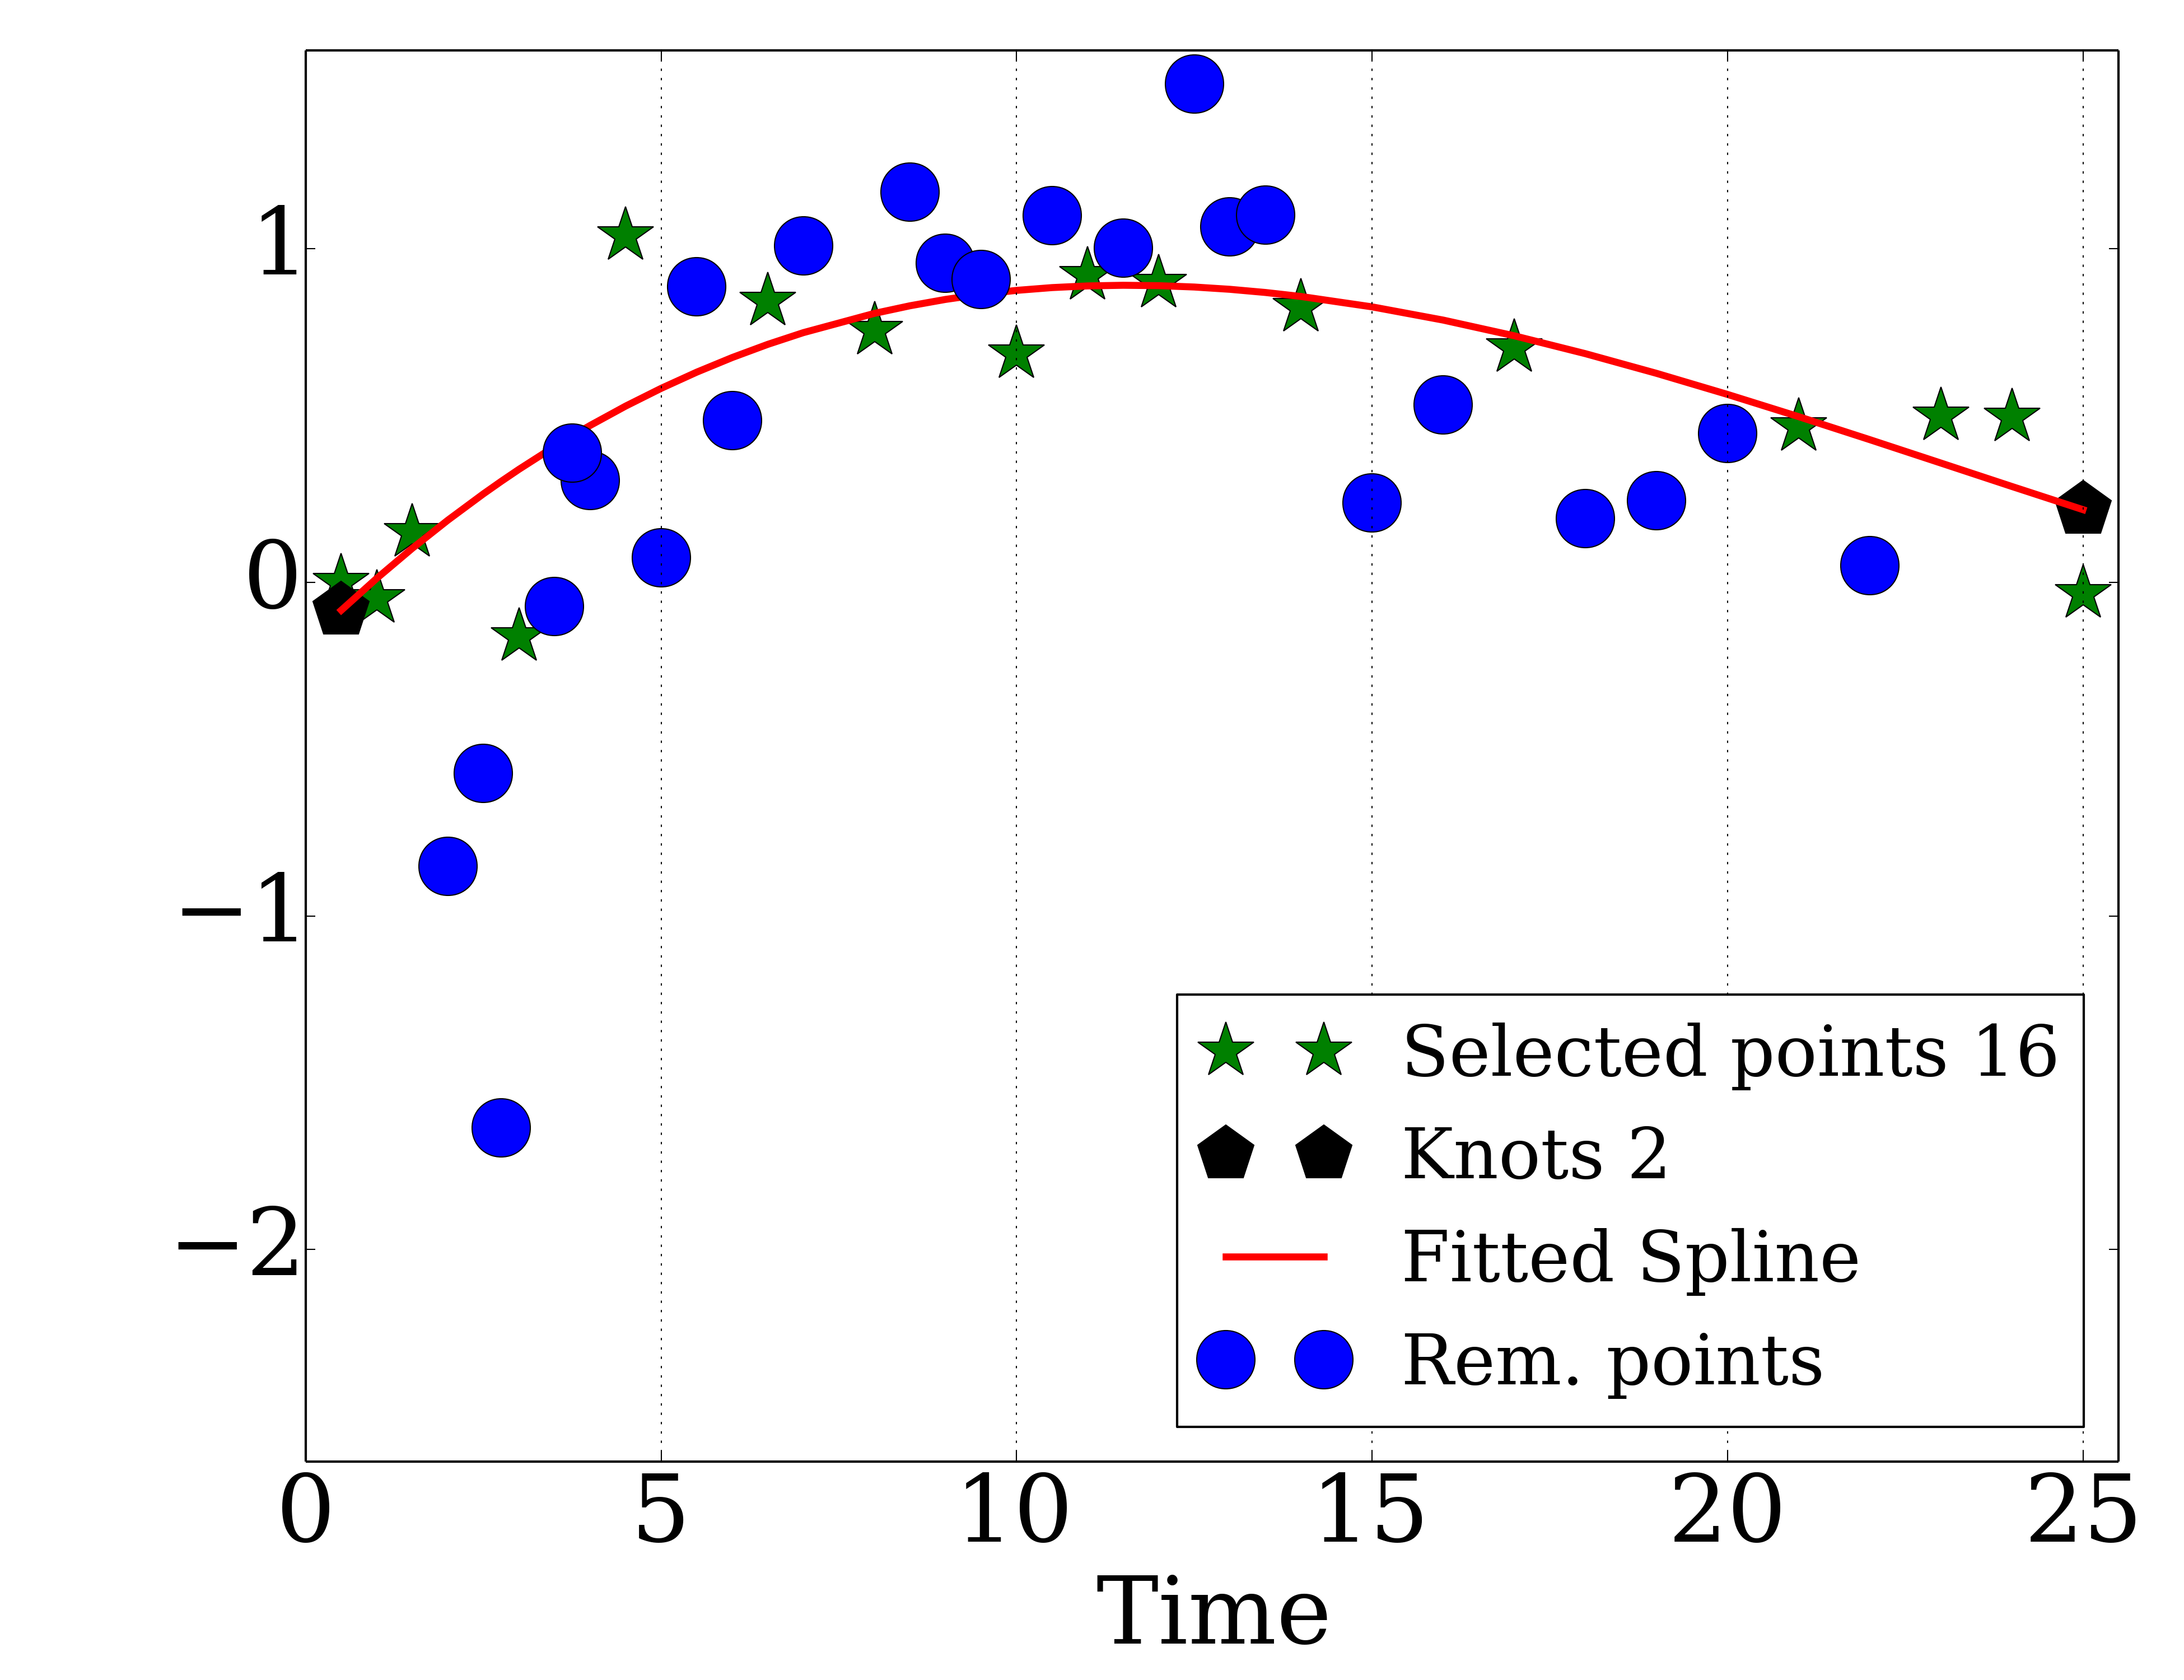 1
0
−1
−2
Selected points 16
Knots 2
Fitted Spline
Rem. points
0 5 10 15 20 25
Time